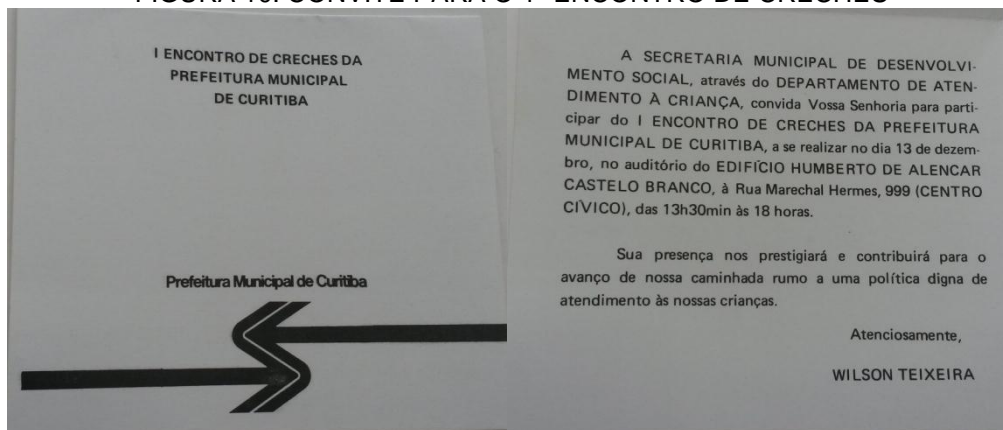 I ENCONTRO DE CRECHES DA
PREFEITURA MUNICIPAL
DE CURITIBA
Prefeitura Municipal de Curitiba
A SECRETARIA MUNICIPAL DE DESENVOLVI-
MENTO SOCIAL, através do DEPARTAMENTO DE ATEN-
DIMENTO À CRIANÇA, convida Vossa Senhoria para parti-
cipar do I ENCONTRO DE CRECHES DA PREFEITURA
MUNICIPAL DE CURITIBA, a se realizar no dia 13 de dezem-
bro, no auditório do EDIFÍCIO HUMBERTO DE ALENCAR
CASTELO BRANCO, à Rua Marechal Hermes, 999 (CENTRO
CÍVICO), das 13h30min às 18 horas.
Sua presença nos prestigiará e contribuirá para o
avanço de nossa caminhada rumo a uma política digna de
atendimento às nossas crianças.
Atenciosamente,
WILSON TEIXEIRA